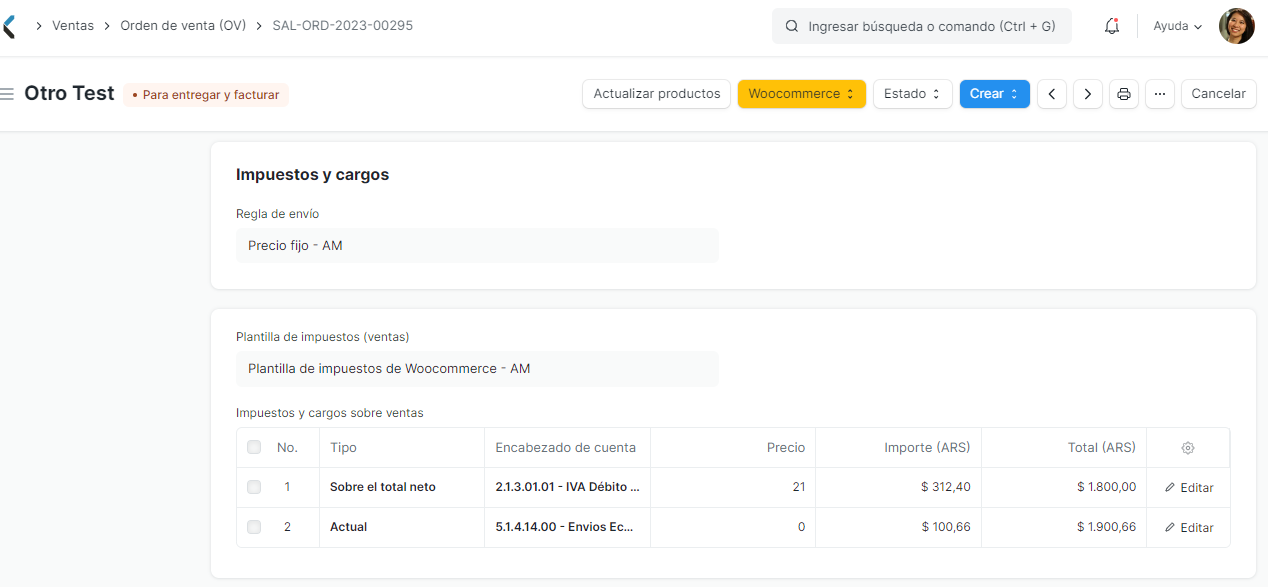 Ventas
Orden de venta (OV)
SAL-ORD-2023-00295
Ingresar búsqueda o comando (Ctrl + G)
Ayuda
Otro Test
• Para entregar y facturar
Actualizar productos
Woocommerce
Estado
Crear
Cancelar
Impuestos y cargos
Regla de envío
Precio fijo - AM
Plantilla de impuestos (ventas)
Plantilla de impuestos de Woocommerce - AM
Impuestos y cargos sobre ventas
No. Tipo Encabezado de cuenta Precio Importe (ARS) Total (ARS)
1 Sobre el total neto 2.1.3.01.01 - IVA Débito ... 21 $ 312,40 $ 1.800,00 Editar
2 Actual 5.1.4.14.00 - Envios Ec... 0 $ 100,66 $ 1.900,66 Editar